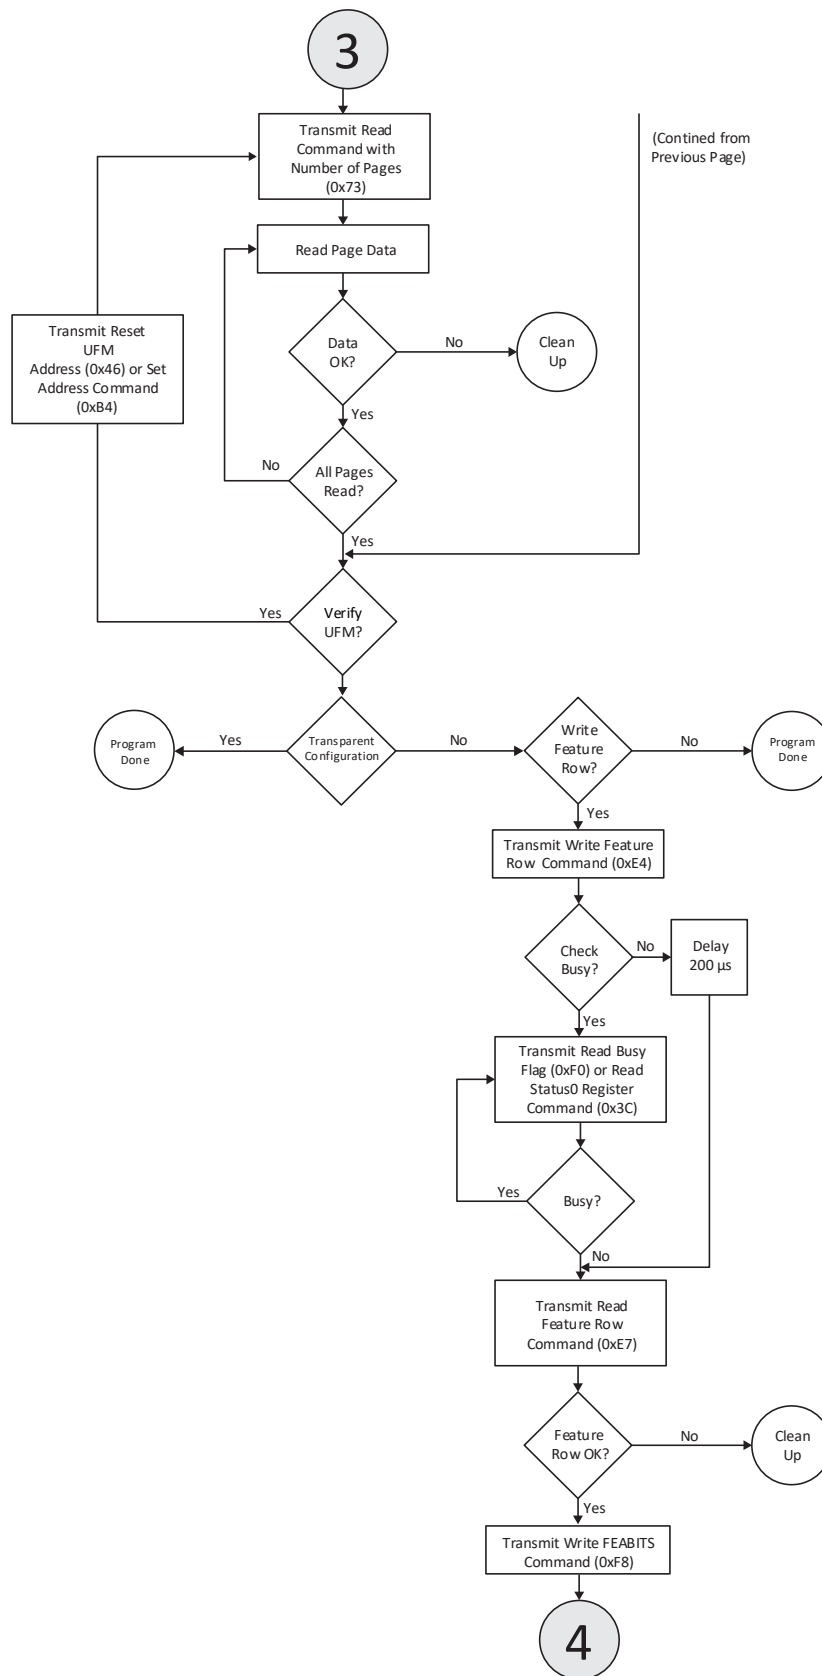 3
Transmit Read
Command with
Number of Pages
(0x73)
(Contined from
Previous Page)
Read Page Data
Transmit Reset
UFM
Address (0x46) or Set
Address Command
(0xB4)
Data
OK?
No
Clean
Up
Yes
All Pages
Read?
No
Yes
Verify
UFM?
Yes
Transparent
Configuration
Yes
Program
Done
No
Write
Feature
Row?
No
Program
Done
Yes
Transmit Write Feature
Row Command (0xE4)
Check
Busy?
No
Delay
200 µs
Yes
Transmit Read Busy
Flag (0xF0) or Read
Status0 Register
Command (0x3C)
Busy?
Yes
No
Transmit Read
Feature Row
Command (0xE7)
Feature
Row OK?
No
Clean
Up
Yes
Transmit Write FEABITS
Command (0xF8)
4